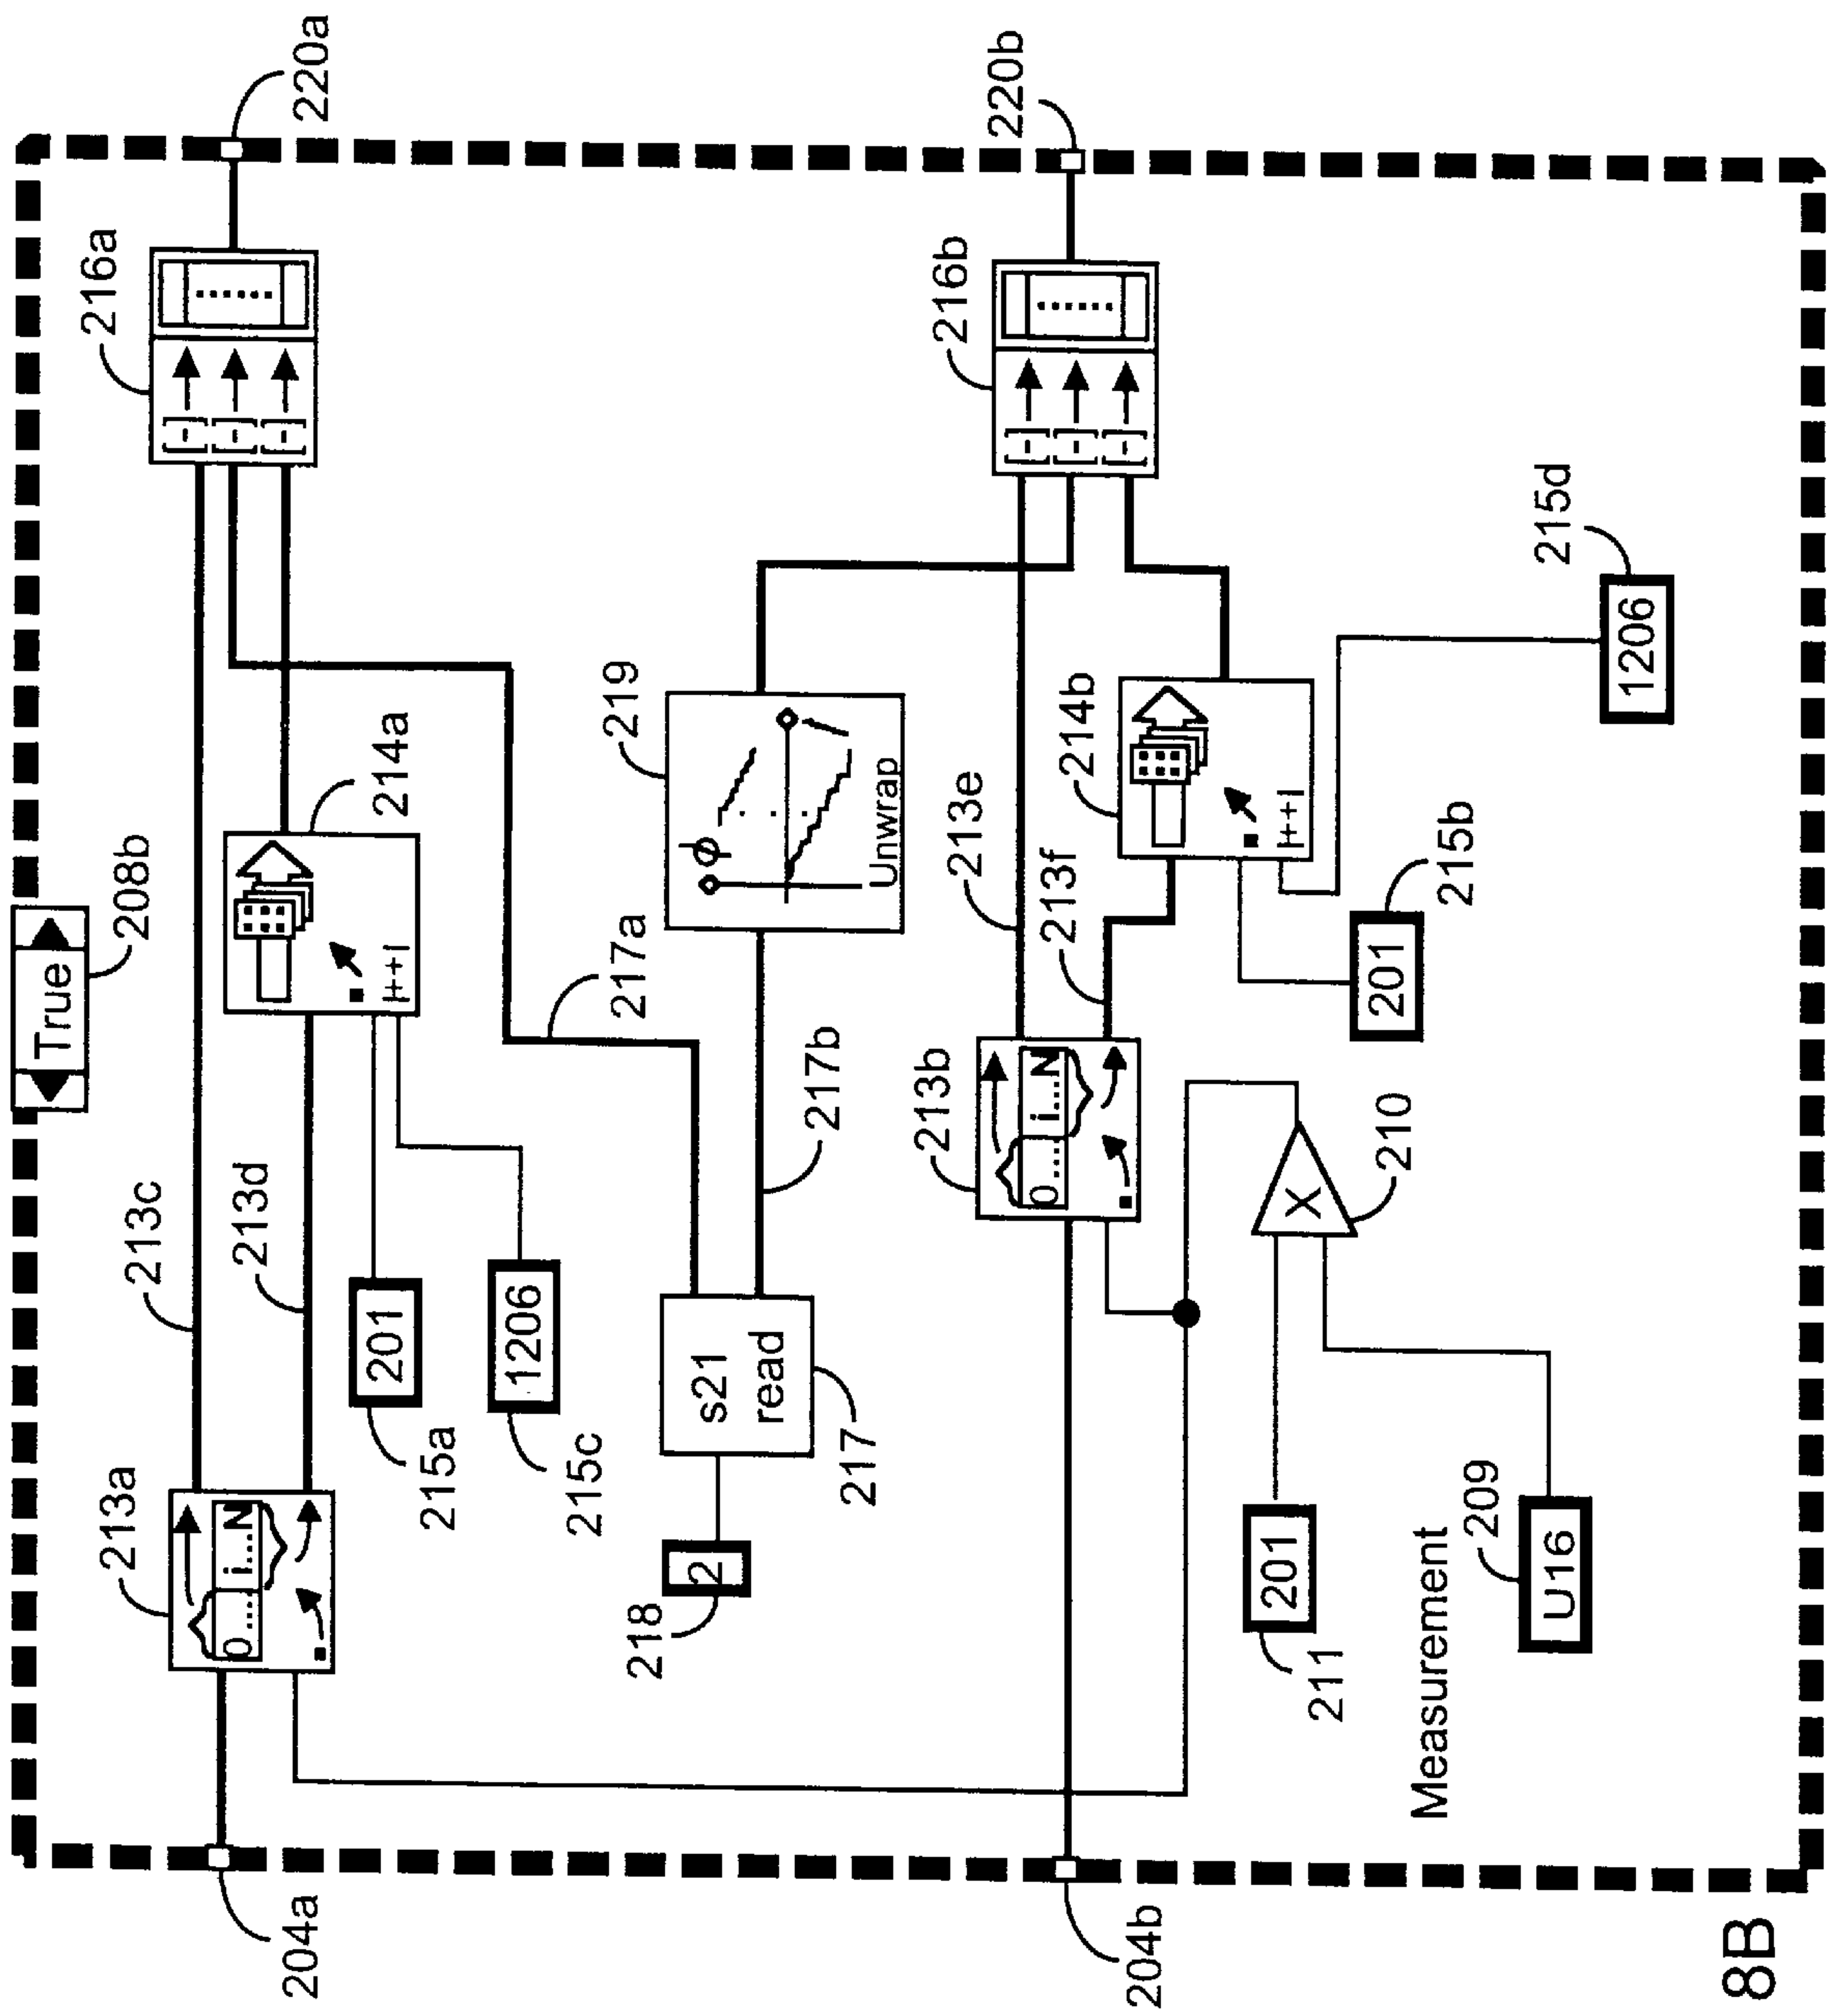 True
208b
220a
216a
213c
213a
213d
214a
201
215a
1206
215c
204a
217a
219
ϕ
Unwrap
s21
read
217
217b
2
218
220b
216b
213e
213f
213b
214b
I++I
I++I
0....
i...N
0....
i...N
201
215b
1206
215d
X
210
201
211
Measurement
209
U16
204b
8B